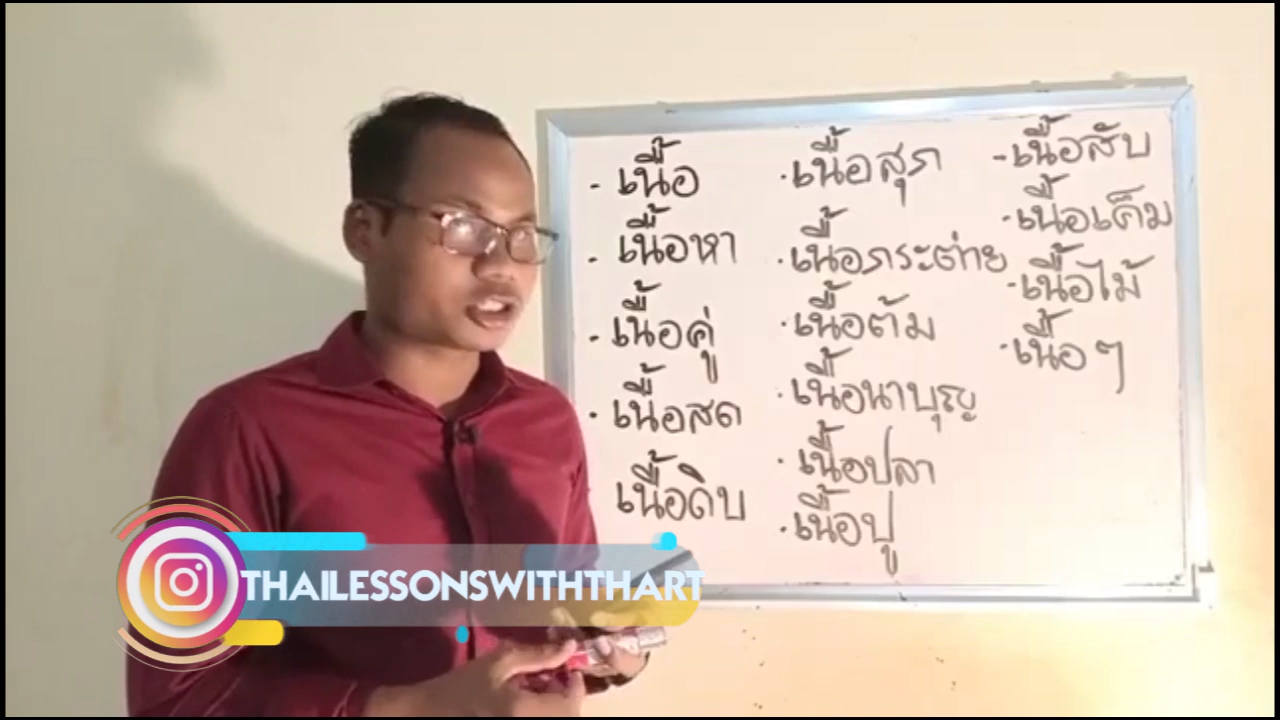 - เนื้อ
- เนื้อหา
- เนื้อคู่
- เนื้อสด
เนื้อดิบ
- เนื้อสุก
- เนื้อกระต่าย
- เนื้อต้ม
- เนื้อนาบุญ
- เนื้อปลา
- เนื้อปู
- เนื้อสับ
- เนื้อเค็ม
- เนื้อไม้
- เนื้อๆ
THAILESSONSWITHTHART